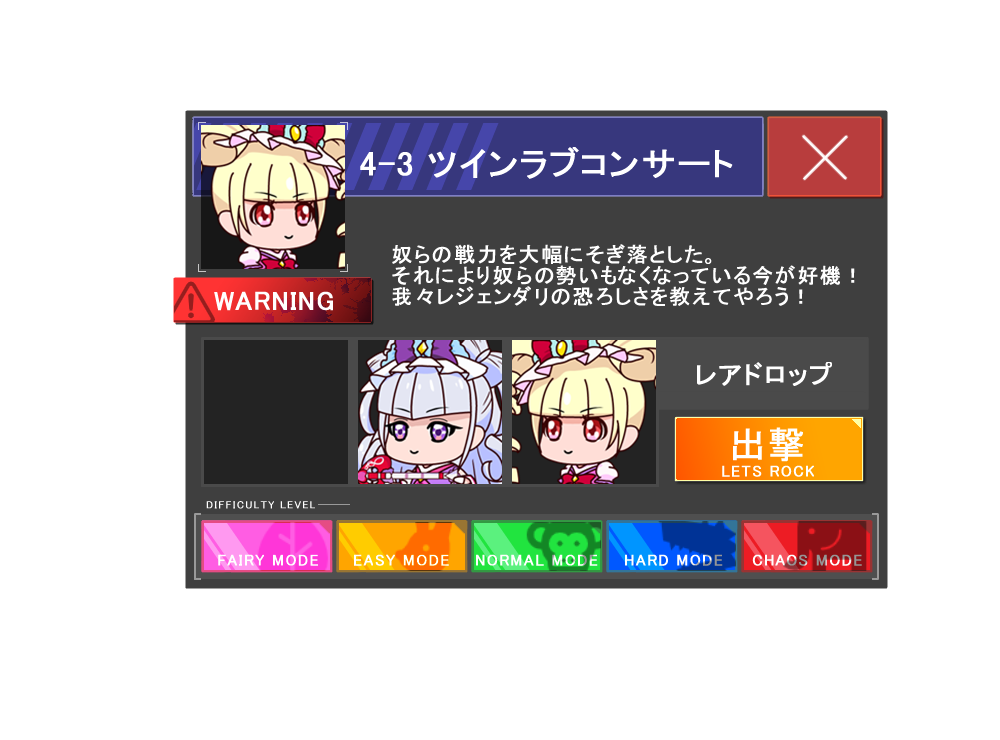 4-3 ツインラブコンサート
奴らの戦力を大幅にそぎ落とした。
それにより奴らの勢いもなくなっている今が好機！
我々レジェンダリの恐ろしさを教えてやろう！
WARNING
レアドロップ
出撃
LETS ROCK
DIFFICULTY LEVEL
FAIRY MODE
EASY MODE
NORMAL MODE
HARD MODE
CHAOS MODE